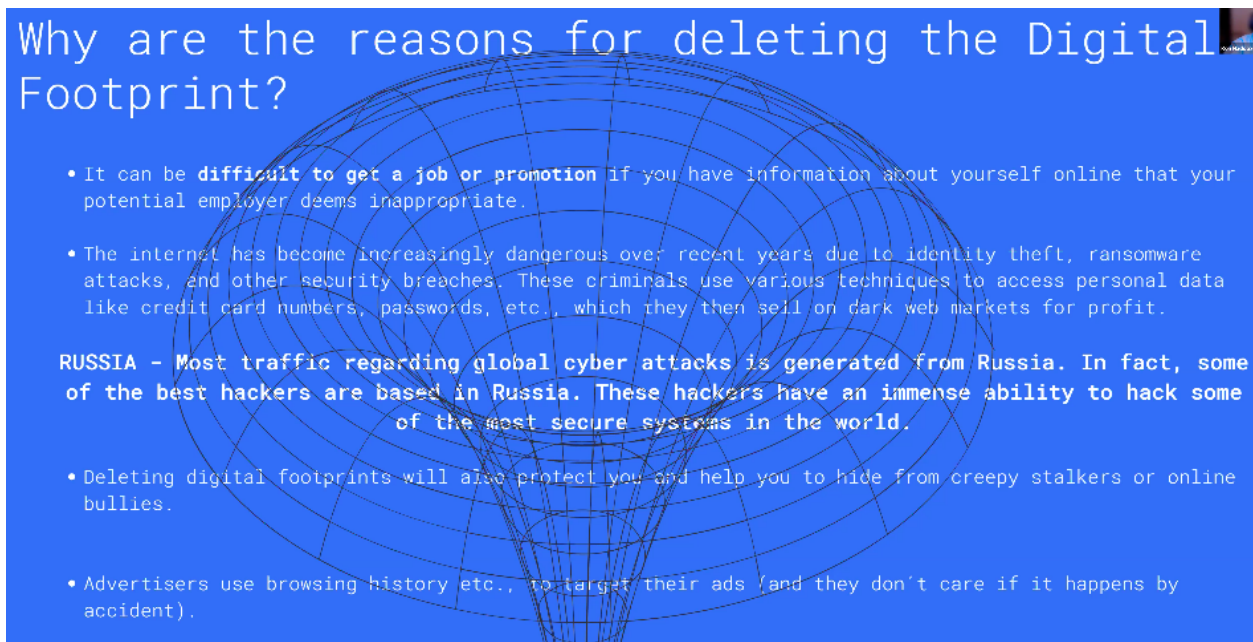 Why are the reasons for deleting the Digital
Footprint?
• It can be difficult to get a job or promotion if you have information about yourself online that your
potential employer deems inappropriate.
• The internet has become increasingly dangerous over recent years due to identity theft, ransomware
attacks, and other security breaches. These criminals use various techniques to access personal data
like credit card numbers, passwords, etc., which they then sell on dark web markets for profit.
RUSSIA – Most traffic regarding global cyber attacks is generated from Russia. In fact, some
of the best hackers are based in Russia. These hackers have an immense ability to hack some
of the most secure systems in the world.
• Deleting digital footprints will also protect you and help you to hide from creepy stalkers or online
bullies.
• Advertisers use browsing history etc., to target their ads (and they don´t care if it happens by
accident).